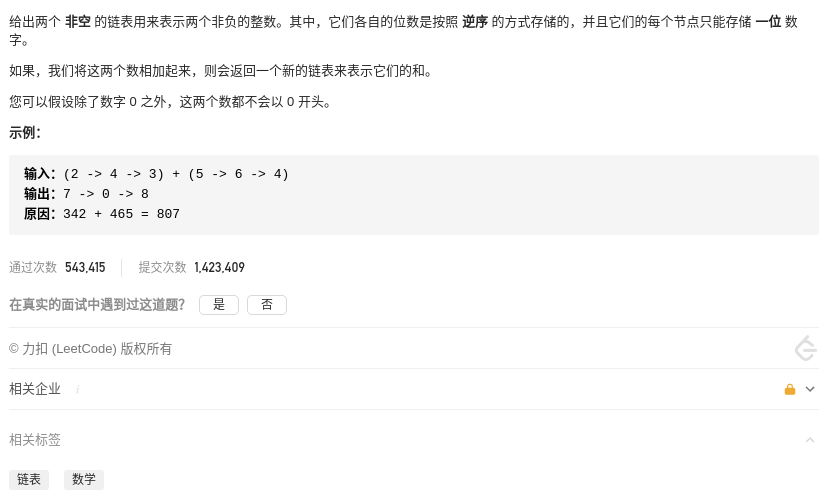 给出两个 非空 的链表用来表示两个非负的整数。其中，它们各自的位数是按照 逆序 的方式存储的，并且它们的每个节点只能存储 一位 数
字。
如果，我们将这两个数相加起来，则会返回一个新的链表来表示它们的和。
您可以假设除了数字 0 之外，这两个数都不会以 0 开头。
示例：
输入：(2 -> 4 -> 3) + (5 -> 6 -> 4)
输出：7 -> 0 -> 8
原因：342 + 465 = 807
通过次数 543,415 提交次数 1,423,409
在真实的面试中遇到过这道题？ 是 否
© 力扣 (LeetCode) 版权所有
相关企业 i
相关标签
链表 数学